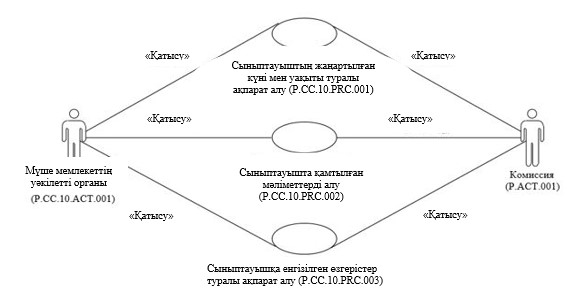 «Қатысу» «Қатысу»
Сыныптауыштың жаңартылған
күні мен уақыты туралы
ақпарат алу (P.CC.10.PRC.001)
«Қатысу» «Қатысу»
Мүше мемлекеттің
уәкілетті органы
(P.CC.10.ACT.001)
Сыныптауышта қамтылған
мәліметтерді алу
(P.CC.10.PRC.002)
Комиссия
(P.ACT.001)
«Қатысу» «Қатысу»
Сыныптауышқа енгізілген өзгерістер
туралы ақпарат алу (P.CC.10.PRC.003)